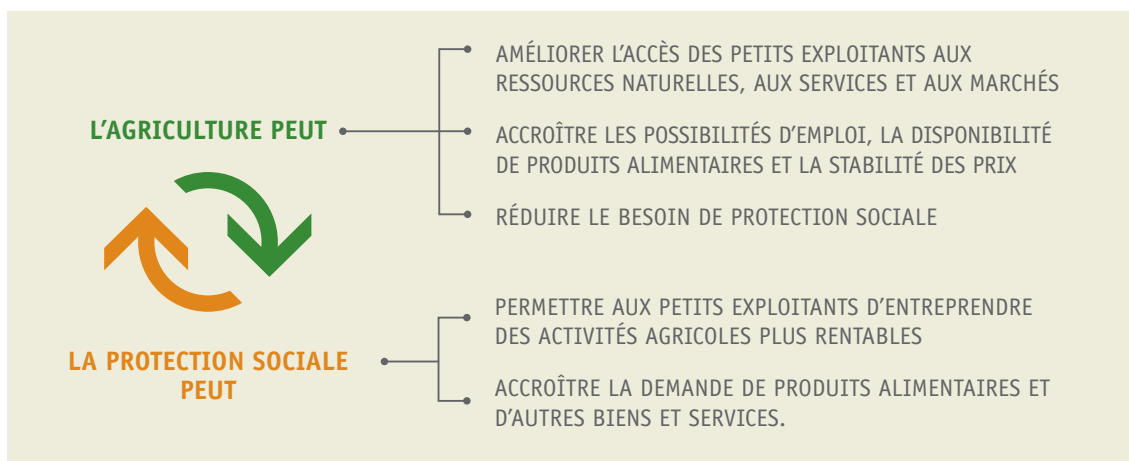 L'AGRICULTURE PEUT
AMÉLIORER L'ACCÈS DES PETITS EXPLOITANTS AUX
RESSOURCES NATURELLES, AUX SERVICES ET AUX MARCHÉS
ACCROÎTRE LES POSSIBILITÉS D'EMPLOI, LA DISPONIBILITÉ
DE PRODUITS ALIMENTAIRES ET LA STABILITÉ DES PRIX
RÉDUIRE LE BESOIN DE PROTECTION SOCIALE
LA PROTECTION SOCIALE
PEUT
PERMETTRE AUX PETITS EXPLOITANTS D'ENTREPRENDRE
DES ACTIVITÉS AGRICOLES PLUS RENTABLES
ACCROÎTRE LA DEMANDE DE PRODUITS ALIMENTAIRES ET
D'AUTRES BIENS ET SERVICES.